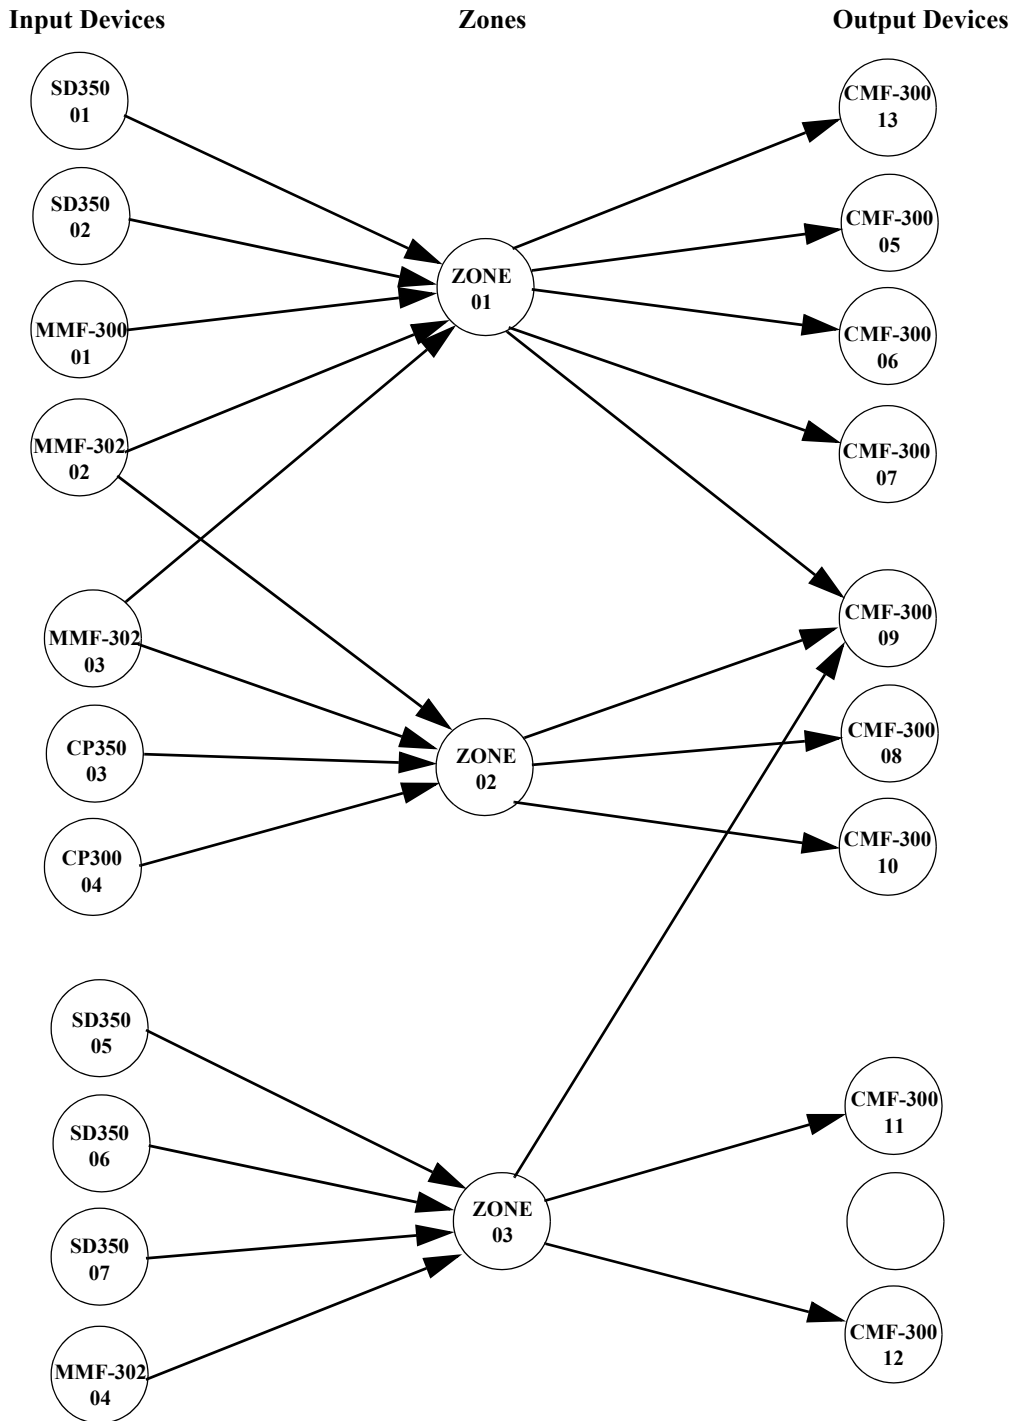 Input Devices
Zones
Output Devices
SD350
01
SD350
02
MMF-300
01
MMF-302
02
MMF-302
03
CP350
03
CP300
04
SD350
05
SD350
06
SD350
07
MMF-302
04
ZONE
01
ZONE
02
ZONE
03
CMF-300
13
CMF-300
05
CMF-300
06
CMF-300
07
CMF-300
09
CMF-300
08
CMF-300
10
CMF-300
11
CMF-300
12